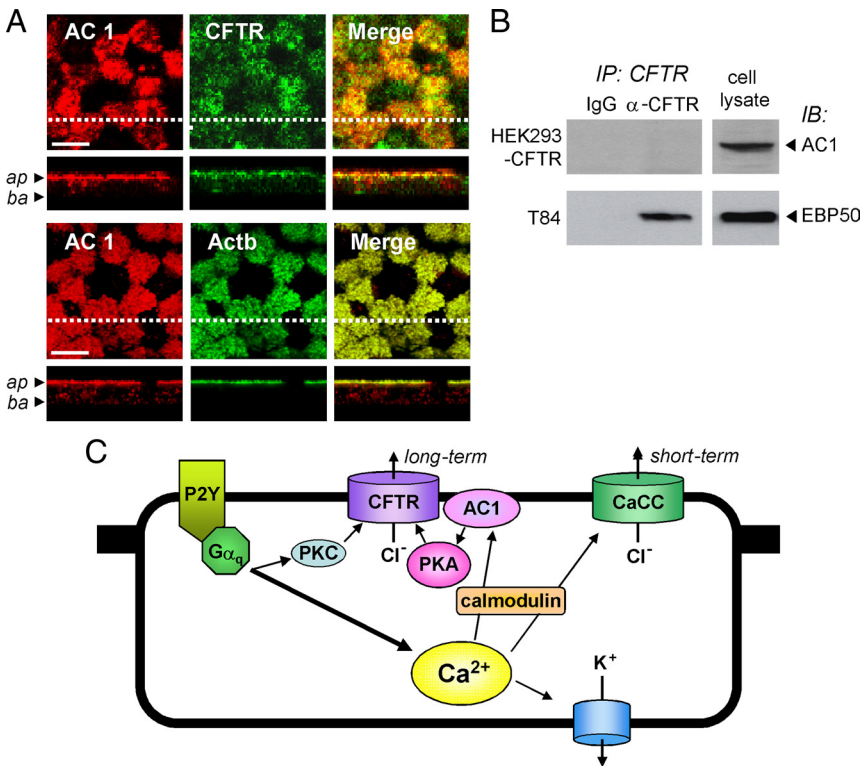 A
AC 1
CFTR
Merge
ap
ba
AC 1
Actb
Merge
ap
ba
B
IP: CFTR
cell
lysate
IgG α-CFTR
IB:
HEK293
-CFTR
AC1
T84
EBP50
C
P2Y
Gαq
PKC
long-term
CFTR
AC1
Cl⁻
PKA
short-term
CaCC
Cl⁻
calmodulin
Ca²⁺
K⁺